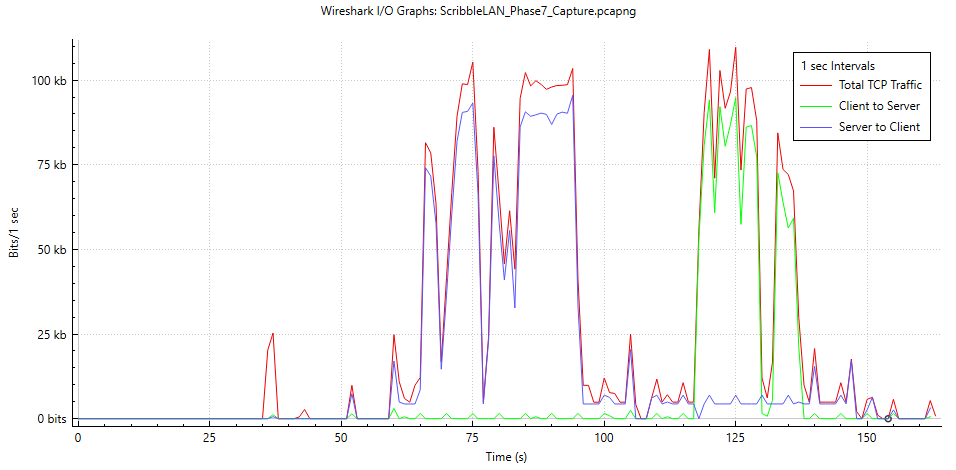 Wireshark I/O Graphs: ScribbleLAN_Phase7_Capture.pcapng
1 sec Intervals
Total TCP Traffic
Client to Server
Server to Client
Bits/1 sec
100 kb
75 kb
50 kb
25 kb
0 bits
0 25 50 75 100 125 150
Time (s)